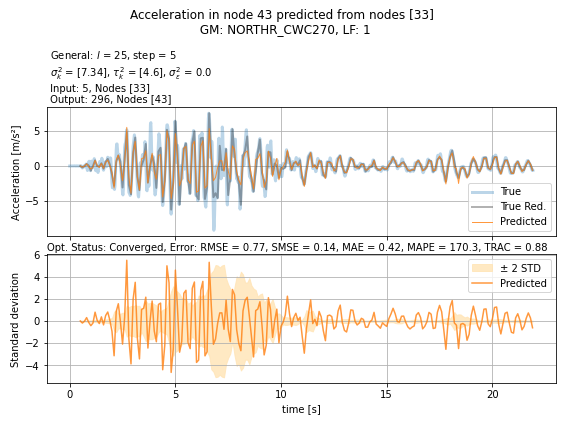 Acceleration in node 43 predicted from nodes [33]
GM: NORTHR_CWC270, LF: 1
General: l = 25, step = 5
σ²ₖ = [7.34], τ²ₖ = [4.6], σ²ε = 0.0
Input: 5, Nodes [33]
Output: 296, Nodes [43]
Acceleration [m/s²]
5
0
−5
True
True Red.
Predicted
Opt. Status: Converged, Error: RMSE = 0.77, SMSE = 0.14, MAE = 0.42, MAPE = 170.3, TRAC = 0.88
Standard deviation
6
4
2
0
−2
−4
± 2 STD
Predicted
0 5 10 15 20
time [s]